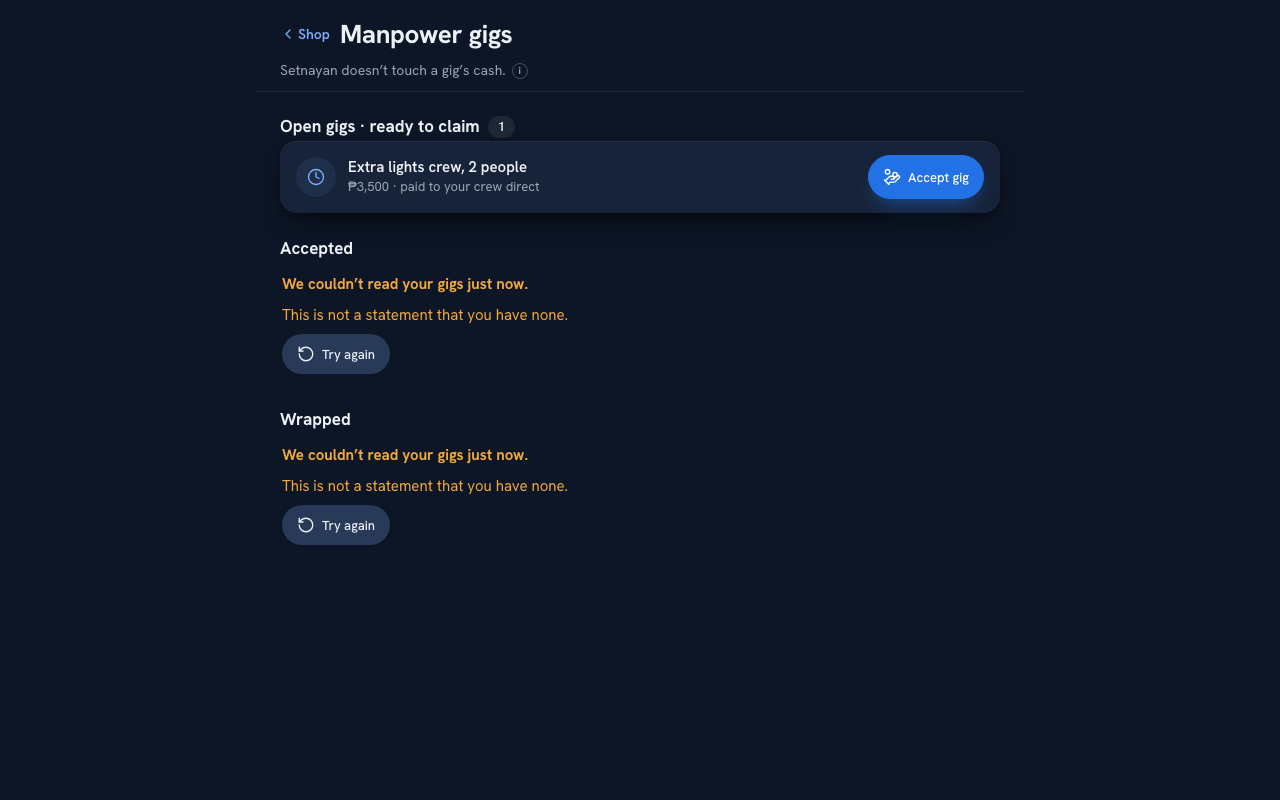 Shop Manpower gigs
Setnayan doesn’t touch a gig’s cash. i
Open gigs · ready to claim 1
Extra lights crew, 2 people
₱3,500 · paid to your crew direct
Accept gig
Accepted
We couldn’t read your gigs just now.
This is not a statement that you have none.
Try again
Wrapped
We couldn’t read your gigs just now.
This is not a statement that you have none.
Try again